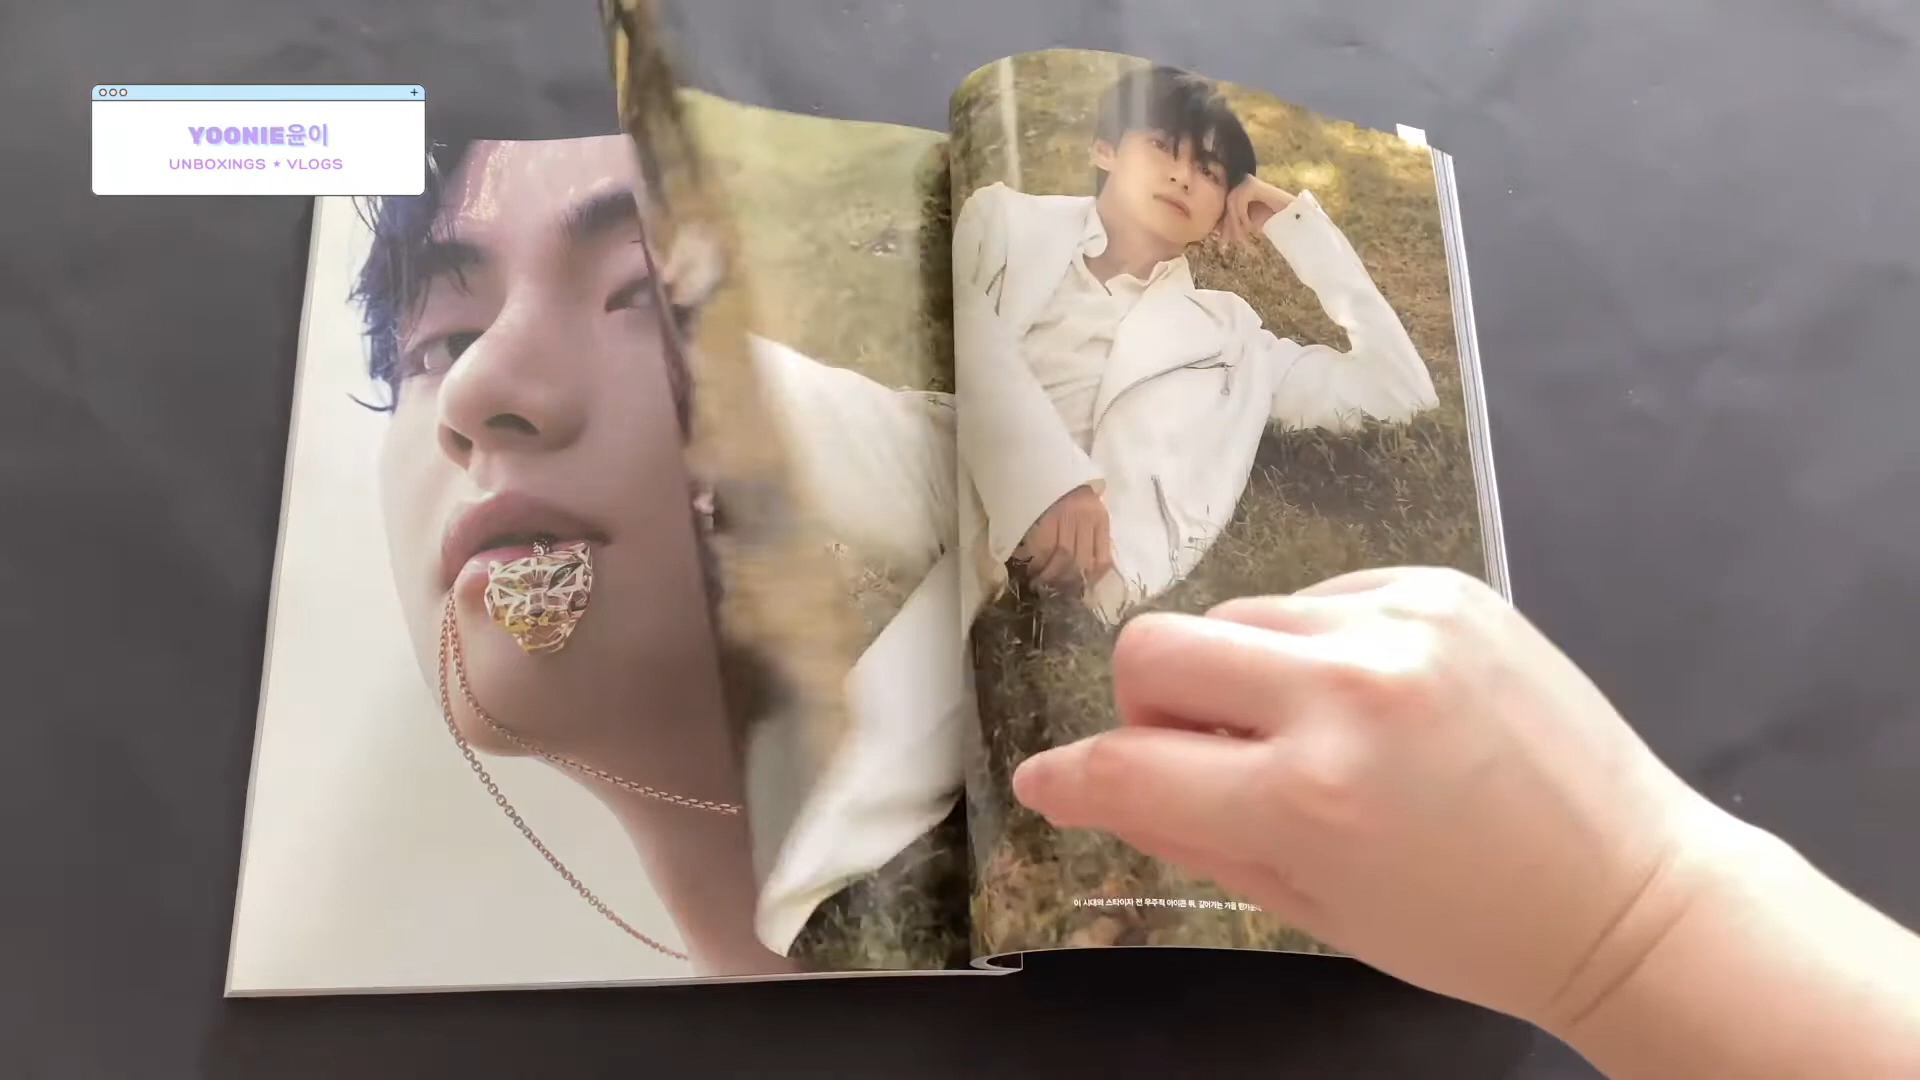 YOONIE윤이
UNBOXINGS ★ VLOGS
이 시대의 스타이자 전 우주적 아이콘 뷔, 깊어가는 가을 한가운데